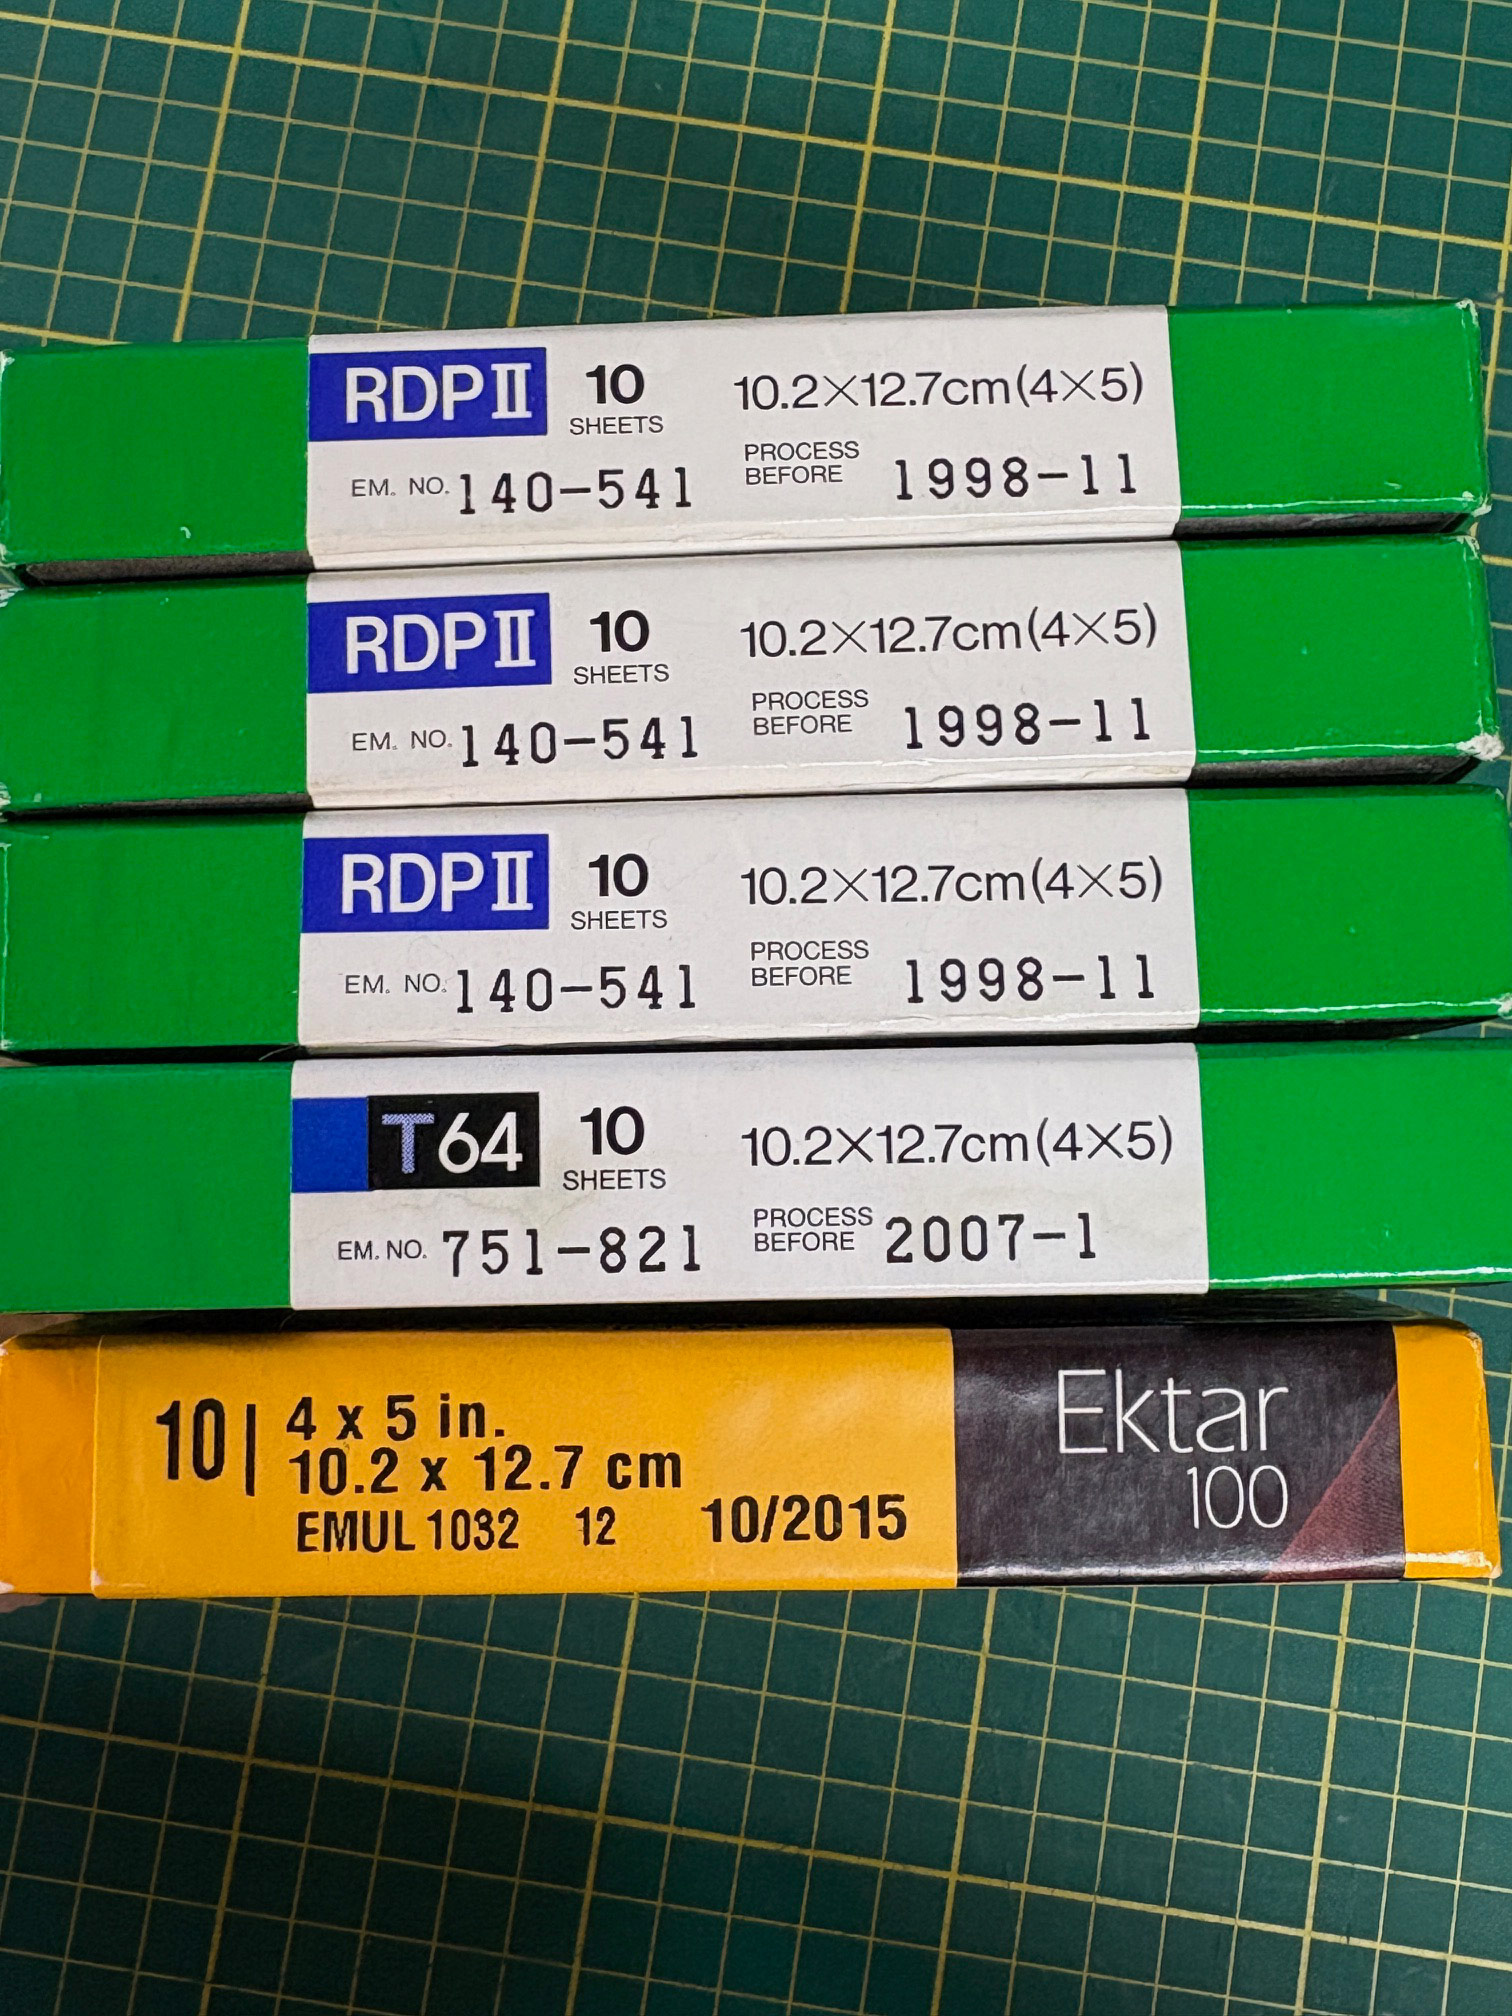 RDPII 10 SHEETS 10.2×12.7cm(4×5)
EM. NO. 140-541 PROCESS BEFORE 1998-11
RDPII 10 SHEETS 10.2×12.7cm(4×5)
EM. NO. 140-541 PROCESS BEFORE 1998-11
RDPII 10 SHEETS 10.2×12.7cm(4×5)
EM. NO. 140-541 PROCESS BEFORE 1998-11
T64 10 SHEETS 10.2×12.7cm(4×5)
EM. NO. 751-821 PROCESS BEFORE 2007-1
10 4 x 5 in.
10.2 x 12.7 cm
EMUL 1032 12 10/2015
Ektar
100